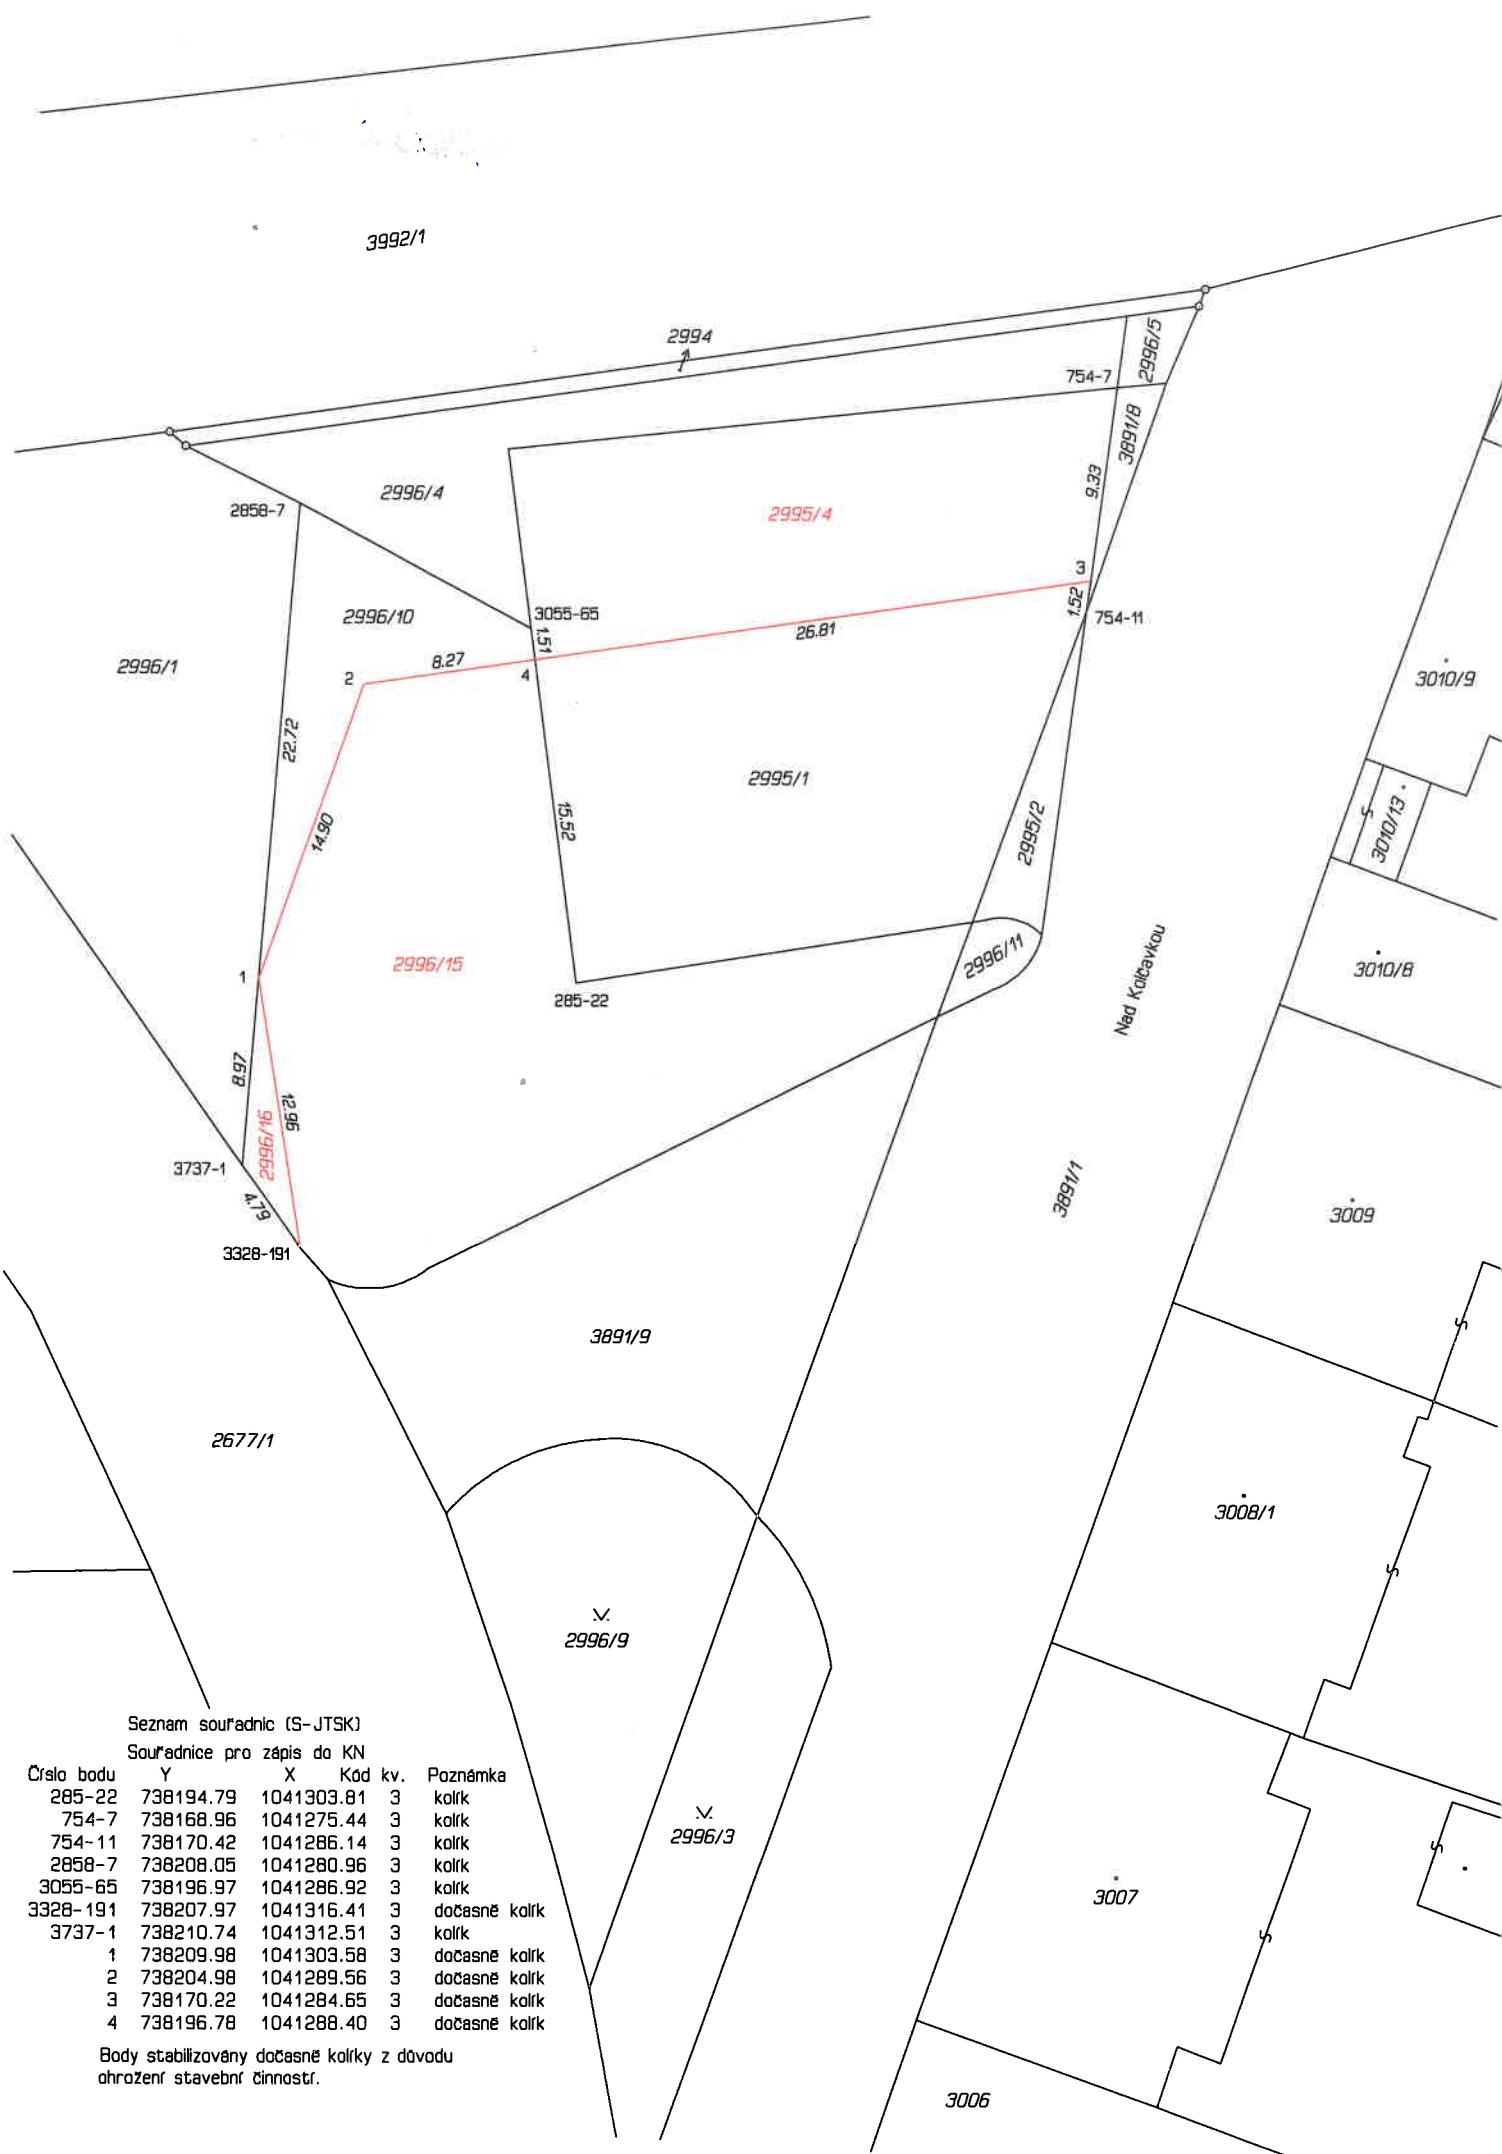 3992/1
2994
2996/5
754-7
3891/8
2996/4
2858-7
9.33
2995/4
3
3055-65
2996/10
1.52
754-11
26.81
1.51
2996/1
8.27
4
2
3010/9
22.72
2995/1
14.90
15.52
2995/2
3010/13
S
2996/15
2996/11
1
285-22
Nad Kolčavkou
3010/8
8.97
12.96
2996/16
3737-1
4.79
3328-191
3891/1
3009
3891/9
S
2677/1
3008/1
S
2996/9
2996/3
S
3007
S
3006
Seznam souřadnic (S-JTSK)
Souřadnice pro zápis do KN
Číslo bodu Y X Kód kv. Poznámka
285-22 738194.79 1041303.81 3 kolík
754-7 738168.96 1041275.44 3 kolík
754-11 738170.42 1041286.14 3 kolík
2858-7 738208.05 1041280.96 3 kolík
3055-65 738196.97 1041286.92 3 kolík
3328-191 738207.97 1041316.41 3 dočasně kolík
3737-1 738210.74 1041312.51 3 kolík
1 738209.98 1041303.58 3 dočasně kolík
2 738204.98 1041289.56 3 dočasně kolík
3 738170.22 1041284.65 3 dočasně kolík
4 738196.78 1041288.40 3 dočasně kolík
Body stabilizovány dočasně kolíky z důvodu
ohrožení stavební činností.